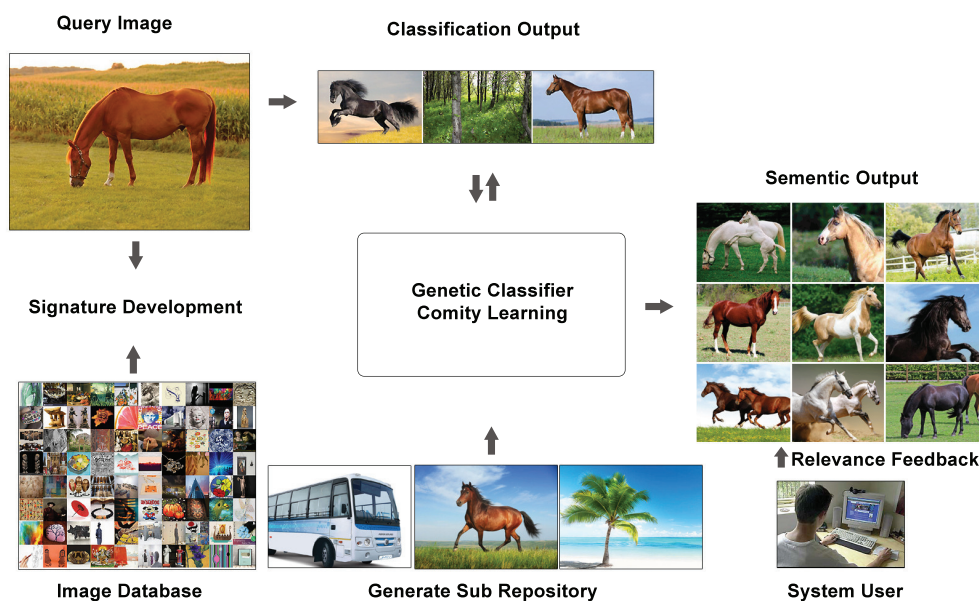 Query Image
Classification Output
Sementic Output
Signature Development
Genetic Classifier
Comity Learning
Relevance Feedback
PEACE
Image Database
Generate Sub Repository
System User